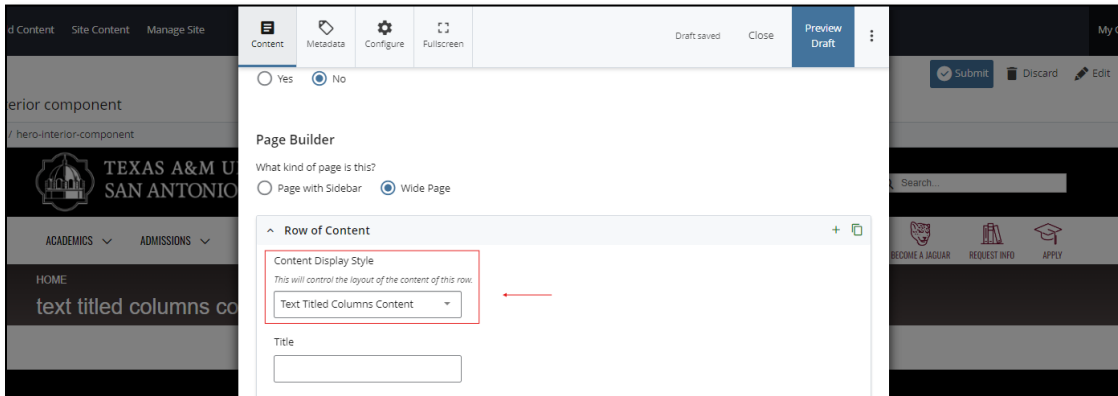 d Content Site Content Manage Site
Content Metadata Configure Fullscreen
Draft saved Close Preview Draft
My
Yes No
Submit Discard Edit
erior component
/ hero-interior-component
Page Builder
What kind of page is this?
Page with Sidebar Wide Page
TEXAS A&M U
SAN ANTONIO
Search...
Row of Content
ACADEMICS ADMISSIONS
BECOME A JAGUAR REQUEST INFO APPLY
Content Display Style
This will control the layout of the content of this row.
Text Titled Columns Content
HOME
text titled columns co
Title